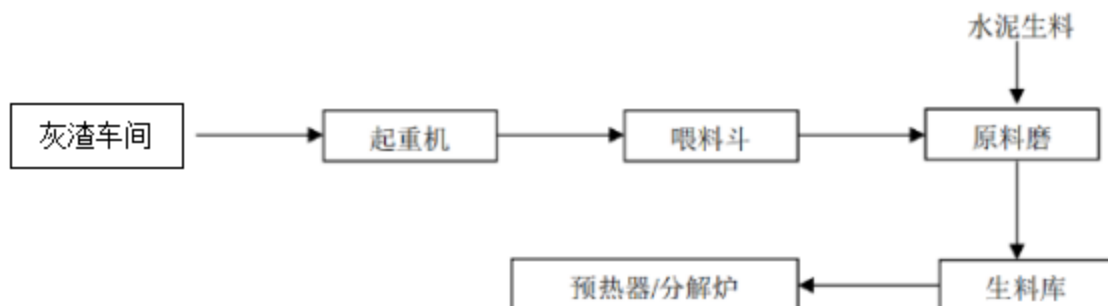 水泥生料
灰渣车间
起重机
喂料斗
原料磨
预热器/分解炉
生料库